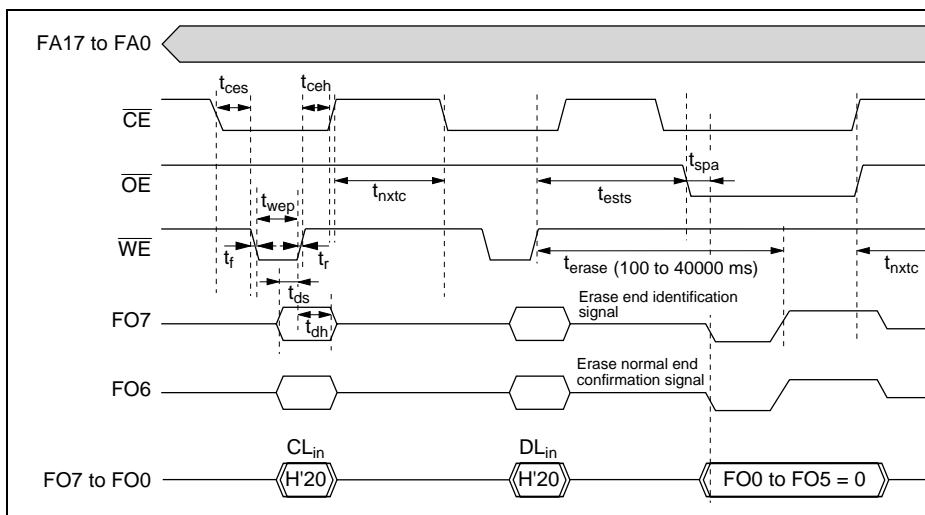 FA17 to FA0
t_ces t_ceh
CE
t_spa
OE
t_nxtc t_ests
t_wep
WE
t_f t_r t_erase (100 to 40000 ms) t_nxtc
t_ds
Erase end identification
signal
FO7
t_dh
Erase normal end
confirmation signal
FO6
CL_in DL_in
FO7 to FO0 H'20 H'20 FO0 to FO5 = 0